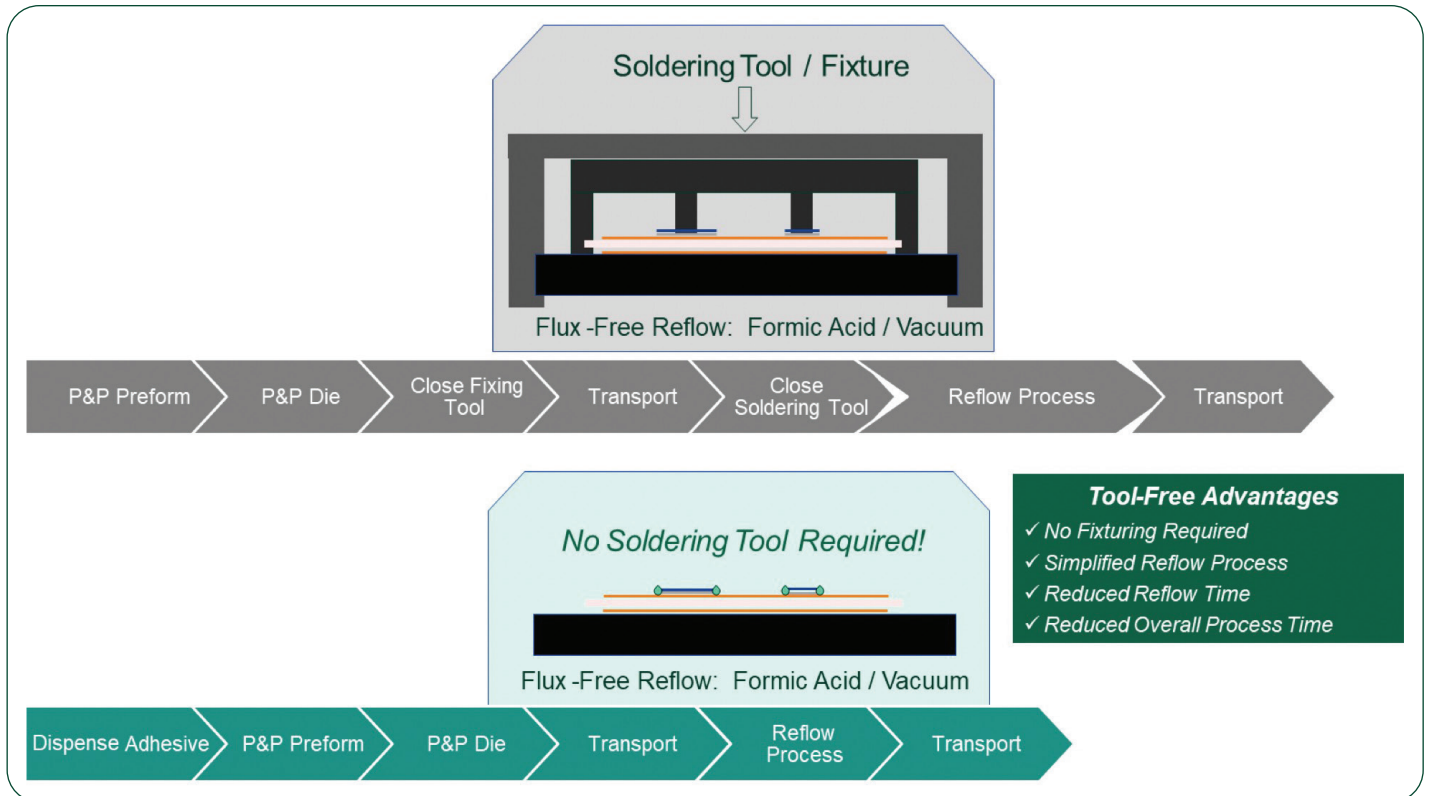 Soldering Tool / Fixture
Flux -Free Reflow: Formic Acid / Vacuum
P&P Preform
P&P Die
Close Fixing
Tool
Transport
Close
Soldering Tool
Reflow Process
Transport
No Soldering Tool Required!
Flux -Free Reflow: Formic Acid / Vacuum
Tool-Free Advantages
✓ No Fixturing Required
✓ Simplified Reflow Process
✓ Reduced Reflow Time
✓ Reduced Overall Process Time
Dispense Adhesive
P&P Preform
P&P Die
Transport
Reflow
Process
Transport